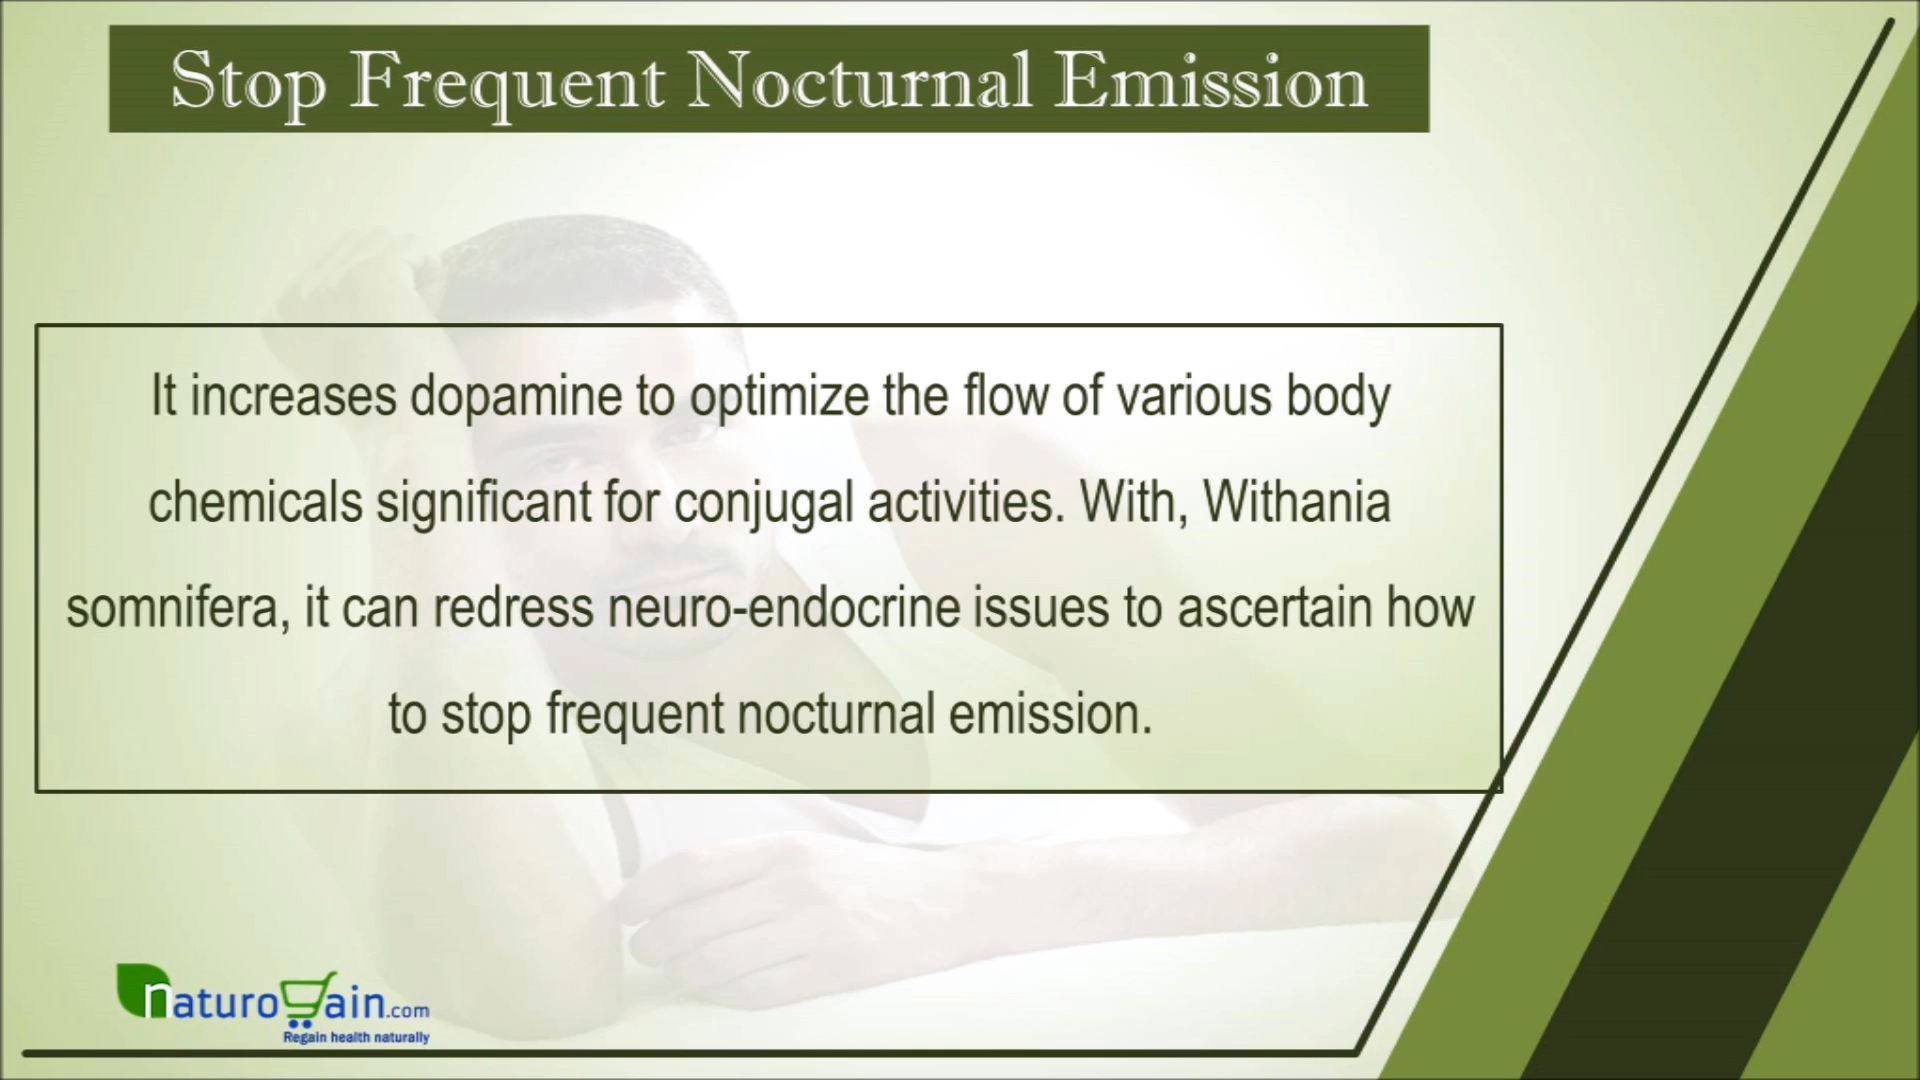 Stop Frequent Nocturnal Emission
It increases dopamine to optimize the flow of various body
chemicals significant for conjugal activities. With, Withania
somnifera, it can redress neuro-endocrine issues to ascertain how
to stop frequent nocturnal emission.
naturogain.com
Regain health naturally